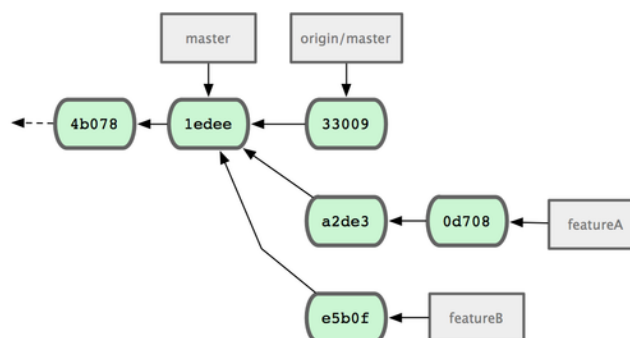 master
origin/master
4b078
1edee
33009
a2de3
0d708
featureA
e5b0f
featureB